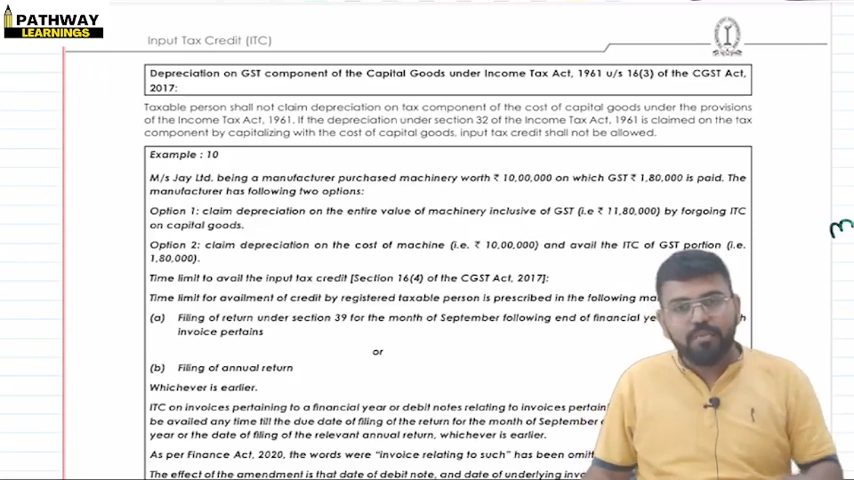 PATHWAY
LEARNINGS
Input Tax Credit (ITC)
Depreciation on GST component of the Capital Goods under Income Tax Act, 1961 u/s 16(3) of the CGST Act,
2017:
Taxable person shall not claim depreciation on tax component of the cost of capital goods under the provisions
of the Income Tax Act, 1961. If the depreciation under section 32 of the Income Tax Act, 1961 is claimed on the tax
component by capitalizing with the cost of capital goods, input tax credit shall not be allowed.
Example : 10
M/s Jay Ltd. being a manufacturer purchased machinery worth ₹ 10,00,000 on which GST ₹ 1,80,000 is paid. The
manufacturer has following two options:
Option 1: claim depreciation on the entire value of machinery inclusive of GST (i.e ₹ 11,80,000) by forgoing ITC
on capital goods.
Option 2: claim depreciation on the cost of machine (i.e. ₹ 10,00,000) and avail the ITC of GST portion (i.e.
1,80,000).
Time limit to avail the input tax credit [Section 16(4) of the CGST Act, 2017]:
Time limit for availment of credit by registered taxable person is prescribed in the following
(a) Filing of return under section 39 for the month of September following end of financial
invoice pertains
or
(b) Filing of annual return
Whichever is earlier.
ITC on invoices pertaining to a financial year or debit notes relating to invoices
be availed any time till the due date of filing of the return for the month of September
year or the date of filing of the relevant annual return, whichever is earlier.
As per Finance Act, 2020, the words were "invoice relating to such" has been
The effect of the amendment is that date of debit note, and date of underlying